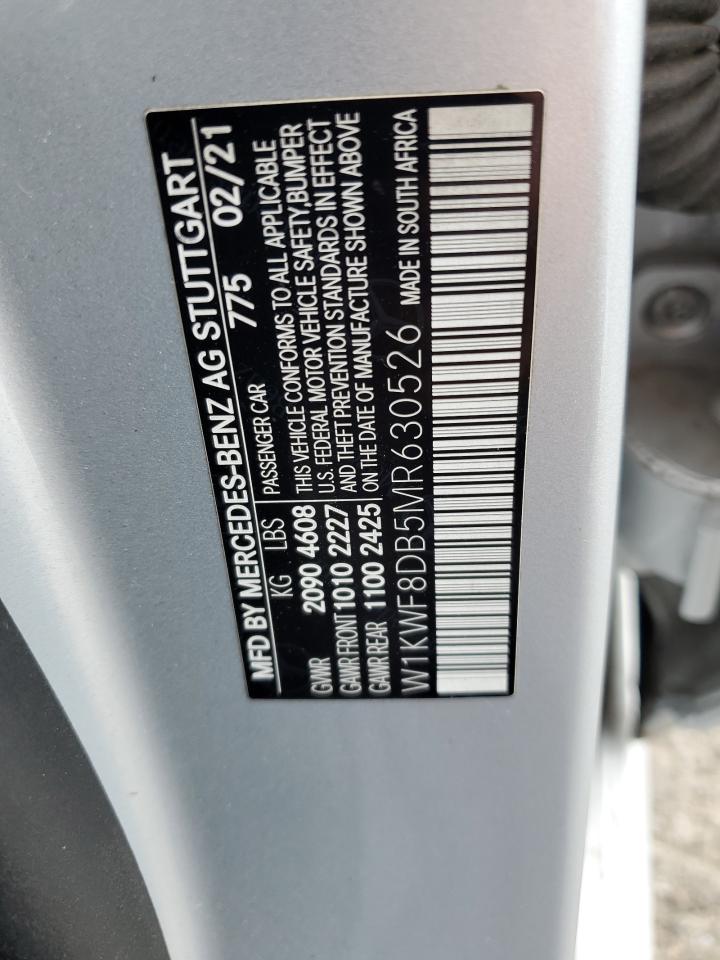 MFD BY MERCEDES-BENZ AG STUTTGART
775 02/21
KG LBS
GVWR 2090 4608
GAWR FRONT 1010 2227
GAWR REAR 1100 2425
PASSENGER CAR
THIS VEHICLE CONFORMS TO ALL APPLICABLE
U.S. FEDERAL MOTOR VEHICLE SAFETY,BUMPER
AND THEFT PREVENTION STANDARDS IN EFFECT
ON THE DATE OF MANUFACTURE SHOWN ABOVE
W1KWF8DB5MR630526 MADE IN SOUTH AFRICA